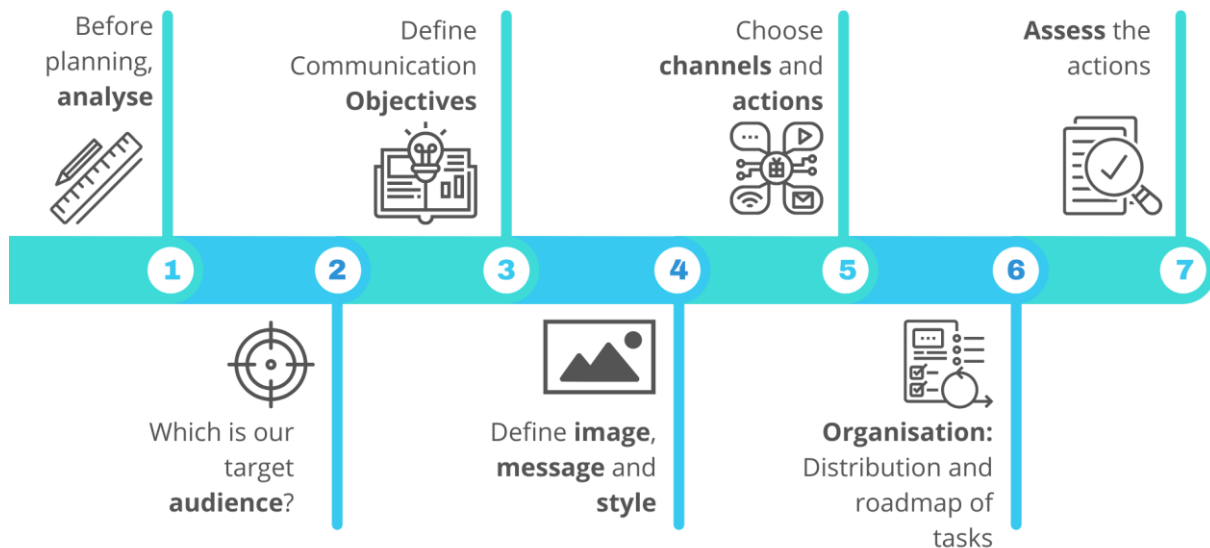 Before
planning,
analyse
1
Which is our
target
audience?
2
Define
Communication
Objectives
3
Define image,
message and
style
4
Choose
channels and
actions
5
Organisation:
Distribution and
roadmap of
tasks
6
Assess the
actions
7